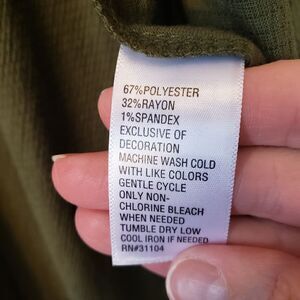 67%POLYESTER
32%RAYON
1%SPANDEX
EXCLUSIVE OF
DECORATION
MACHINE WASH COLD
WITH LIKE COLORS
GENTLE CYCLE
ONLY NON-
CHLORINE BLEACH
WHEN NEEDED
TUMBLE DRY LOW
COOL IRON IF NEEDED
RN#31104